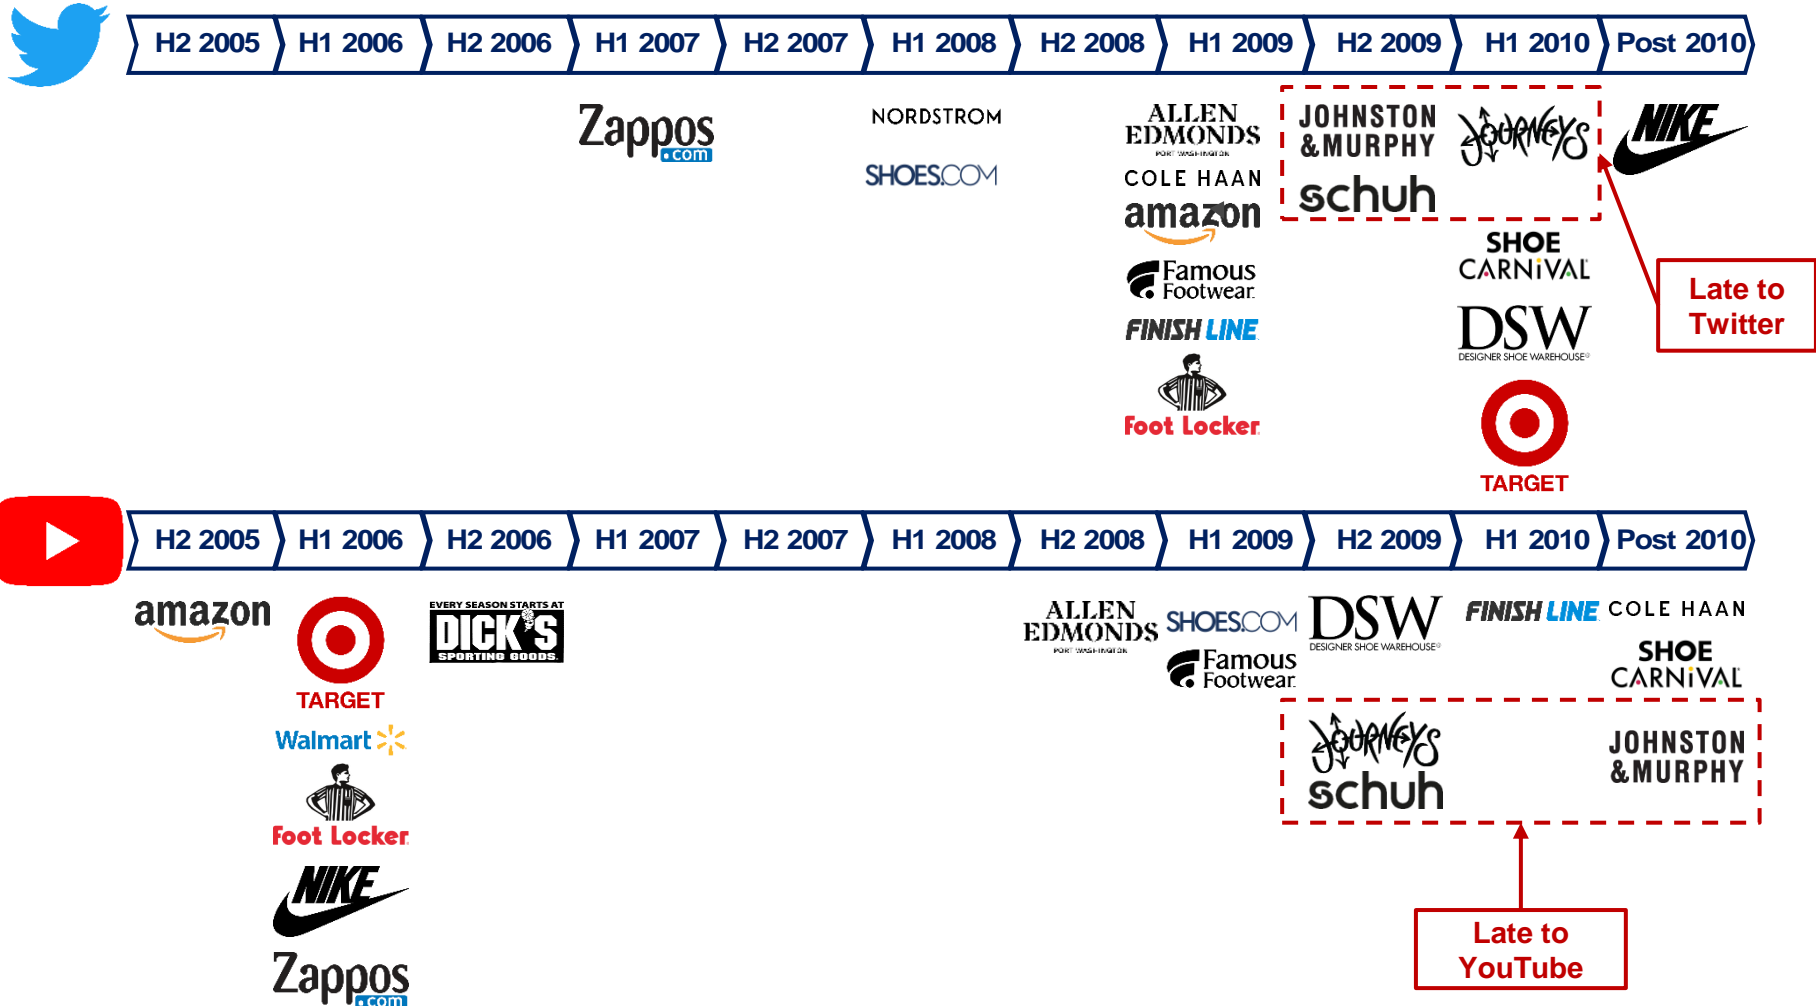 H2 2005 H1 2006 H2 2006 H1 2007 H2 2007 H1 2008 H2 2008 H1 2009 H2 2009 H1 2010 Post 2010
Zappos
.com
NORDSTROM
SHOES.COM
ALLEN
EDMONDS
PORT WASHINGTON
COLE HAAN
amazon
Famous
Footwear
FINISH LINE
Foot Locker
JOHNSTON
& MURPHY
schuh
JOURNEYS
SHOE
CARNiVAL
DSW
DESIGNER SHOE WAREHOUSE
TARGET
NIKE
Late to
Twitter
H2 2005 H1 2006 H2 2006 H1 2007 H2 2007 H1 2008 H2 2008 H1 2009 H2 2009 H1 2010 Post 2010
amazon
TARGET
Walmart
Foot Locker
NIKE
Zappos
.com
EVERY SEASON STARTS AT
DICK'S
SPORTING GOODS
ALLEN
EDMONDS
PORT WASHINGTON
SHOES.COM
Famous
Footwear
DSW
DESIGNER SHOE WAREHOUSE
JOURNEYS
schuh
FINISH LINE
COLE HAAN
SHOE
CARNiVAL
JOHNSTON
& MURPHY
Late to
YouTube